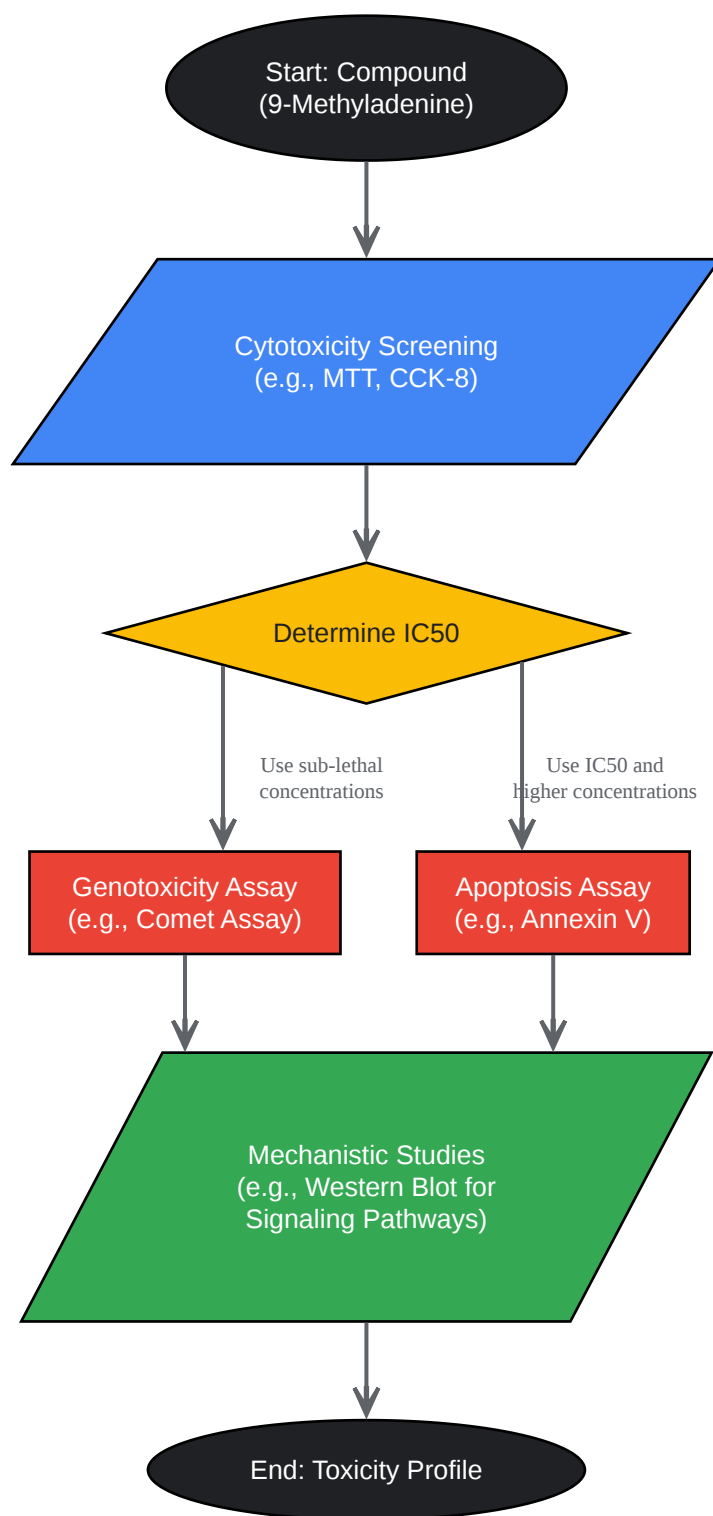 Start: Compound
(9-Methyladenine)
Cytotoxicity Screening
(e.g., MTT, CCK-8)
Determine IC50
Use sub-lethal
concentrations
Use IC50 and
higher concentrations
Genotoxicity Assay
(e.g., Comet Assay)
Apoptosis Assay
(e.g., Annexin V)
Mechanistic Studies
(e.g., Western Blot for
Signaling Pathways)
End: Toxicity Profile